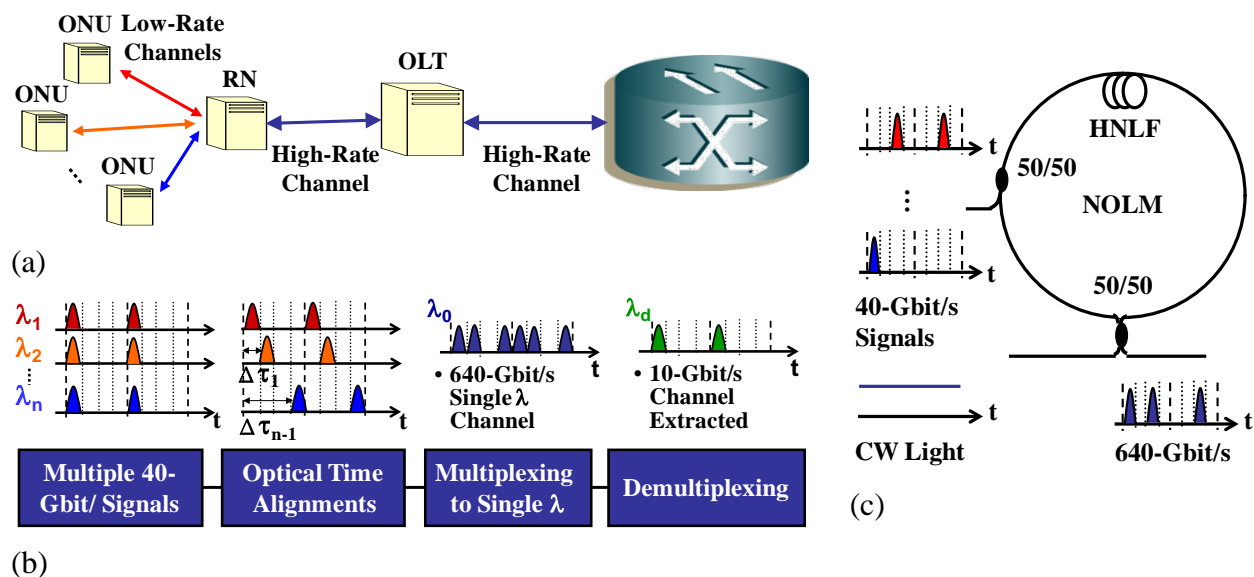 ONU
Low-Rate
Channels
ONU
ONU
...
RN
OLT
High-Rate
Channel
High-Rate
Channel
(a)
λ1
λ2
...
λn
t
Δτ1
Δτn-1
λ0
t
• 640-Gbit/s
Single λ
Channel
λd
t
• 10-Gbit/s
Channel
Extracted
Multiple 40-
Gbit/ Signals
Optical Time
Alignments
Multiplexing
to Single λ
Demultiplexing
(b)
HNLF
t
50/50
...
NOLM
t
50/50
40-Gbit/s
Signals
t
CW Light
t
640-Gbit/s
(c)